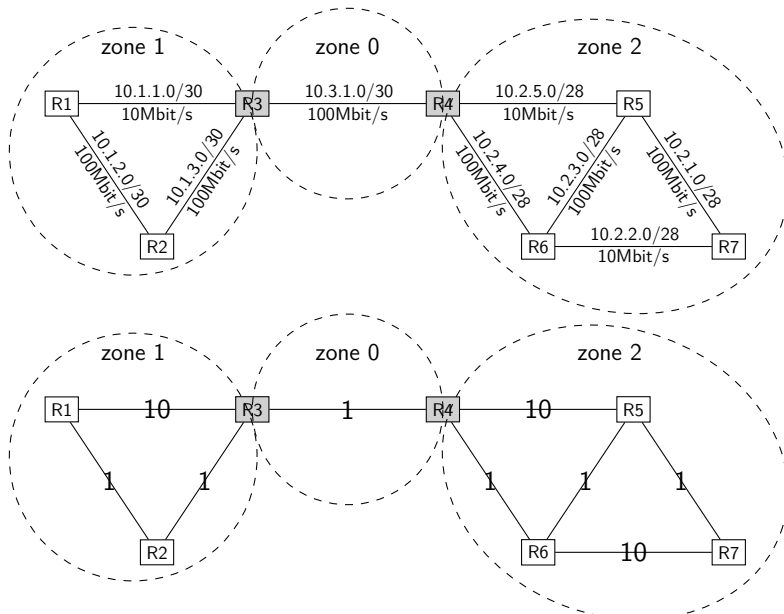 zone 1
zone 0
zone 2
R1
10.1.1.0/30
10Mbit/s
R3
10.3.1.0/30
100Mbit/s
R4
10.2.5.0/28
10Mbit/s
R5
10.1.2.0/30
100Mbit/s
10.1.3.0/30
100Mbit/s
10.2.4.0/28
100Mbit/s
10.2.3.0/28
100Mbit/s
10.2.1.0/28
100Mbit/s
R2
R6
10.2.2.0/28
10Mbit/s
R7
zone 1
zone 0
zone 2
R1
10
R3
1
R4
10
R5
1
1
1
1
1
R2
R6
10
R7